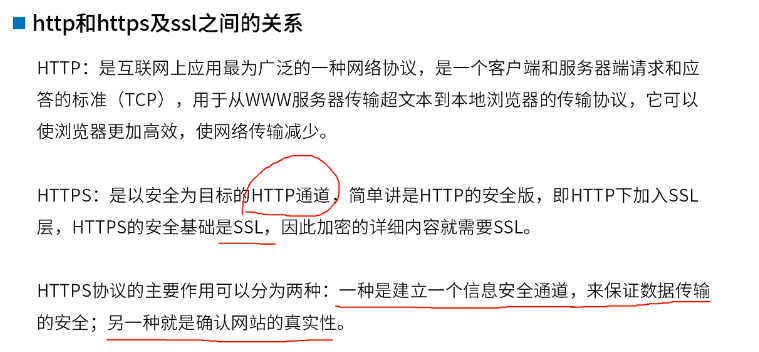 http和https及ssl之间的关系
HTTP：是互联网上应用最为广泛的一种网络协议，是一个客户端和服务器端请求和应
答的标准（TCP），用于从WWW服务器传输超文本到本地浏览器的传输协议，它可以
使浏览器更加高效，使网络传输减少。
HTTPS：是以安全为目标的HTTP通道，简单讲是HTTP的安全版，即HTTP下加入SSL
层，HTTPS的安全基础是SSL，因此加密的详细内容就需要SSL。
HTTPS协议的主要作用可以分为两种：一种是建立一个信息安全通道，来保证数据传输
的安全；另一种就是确认网站的真实性。